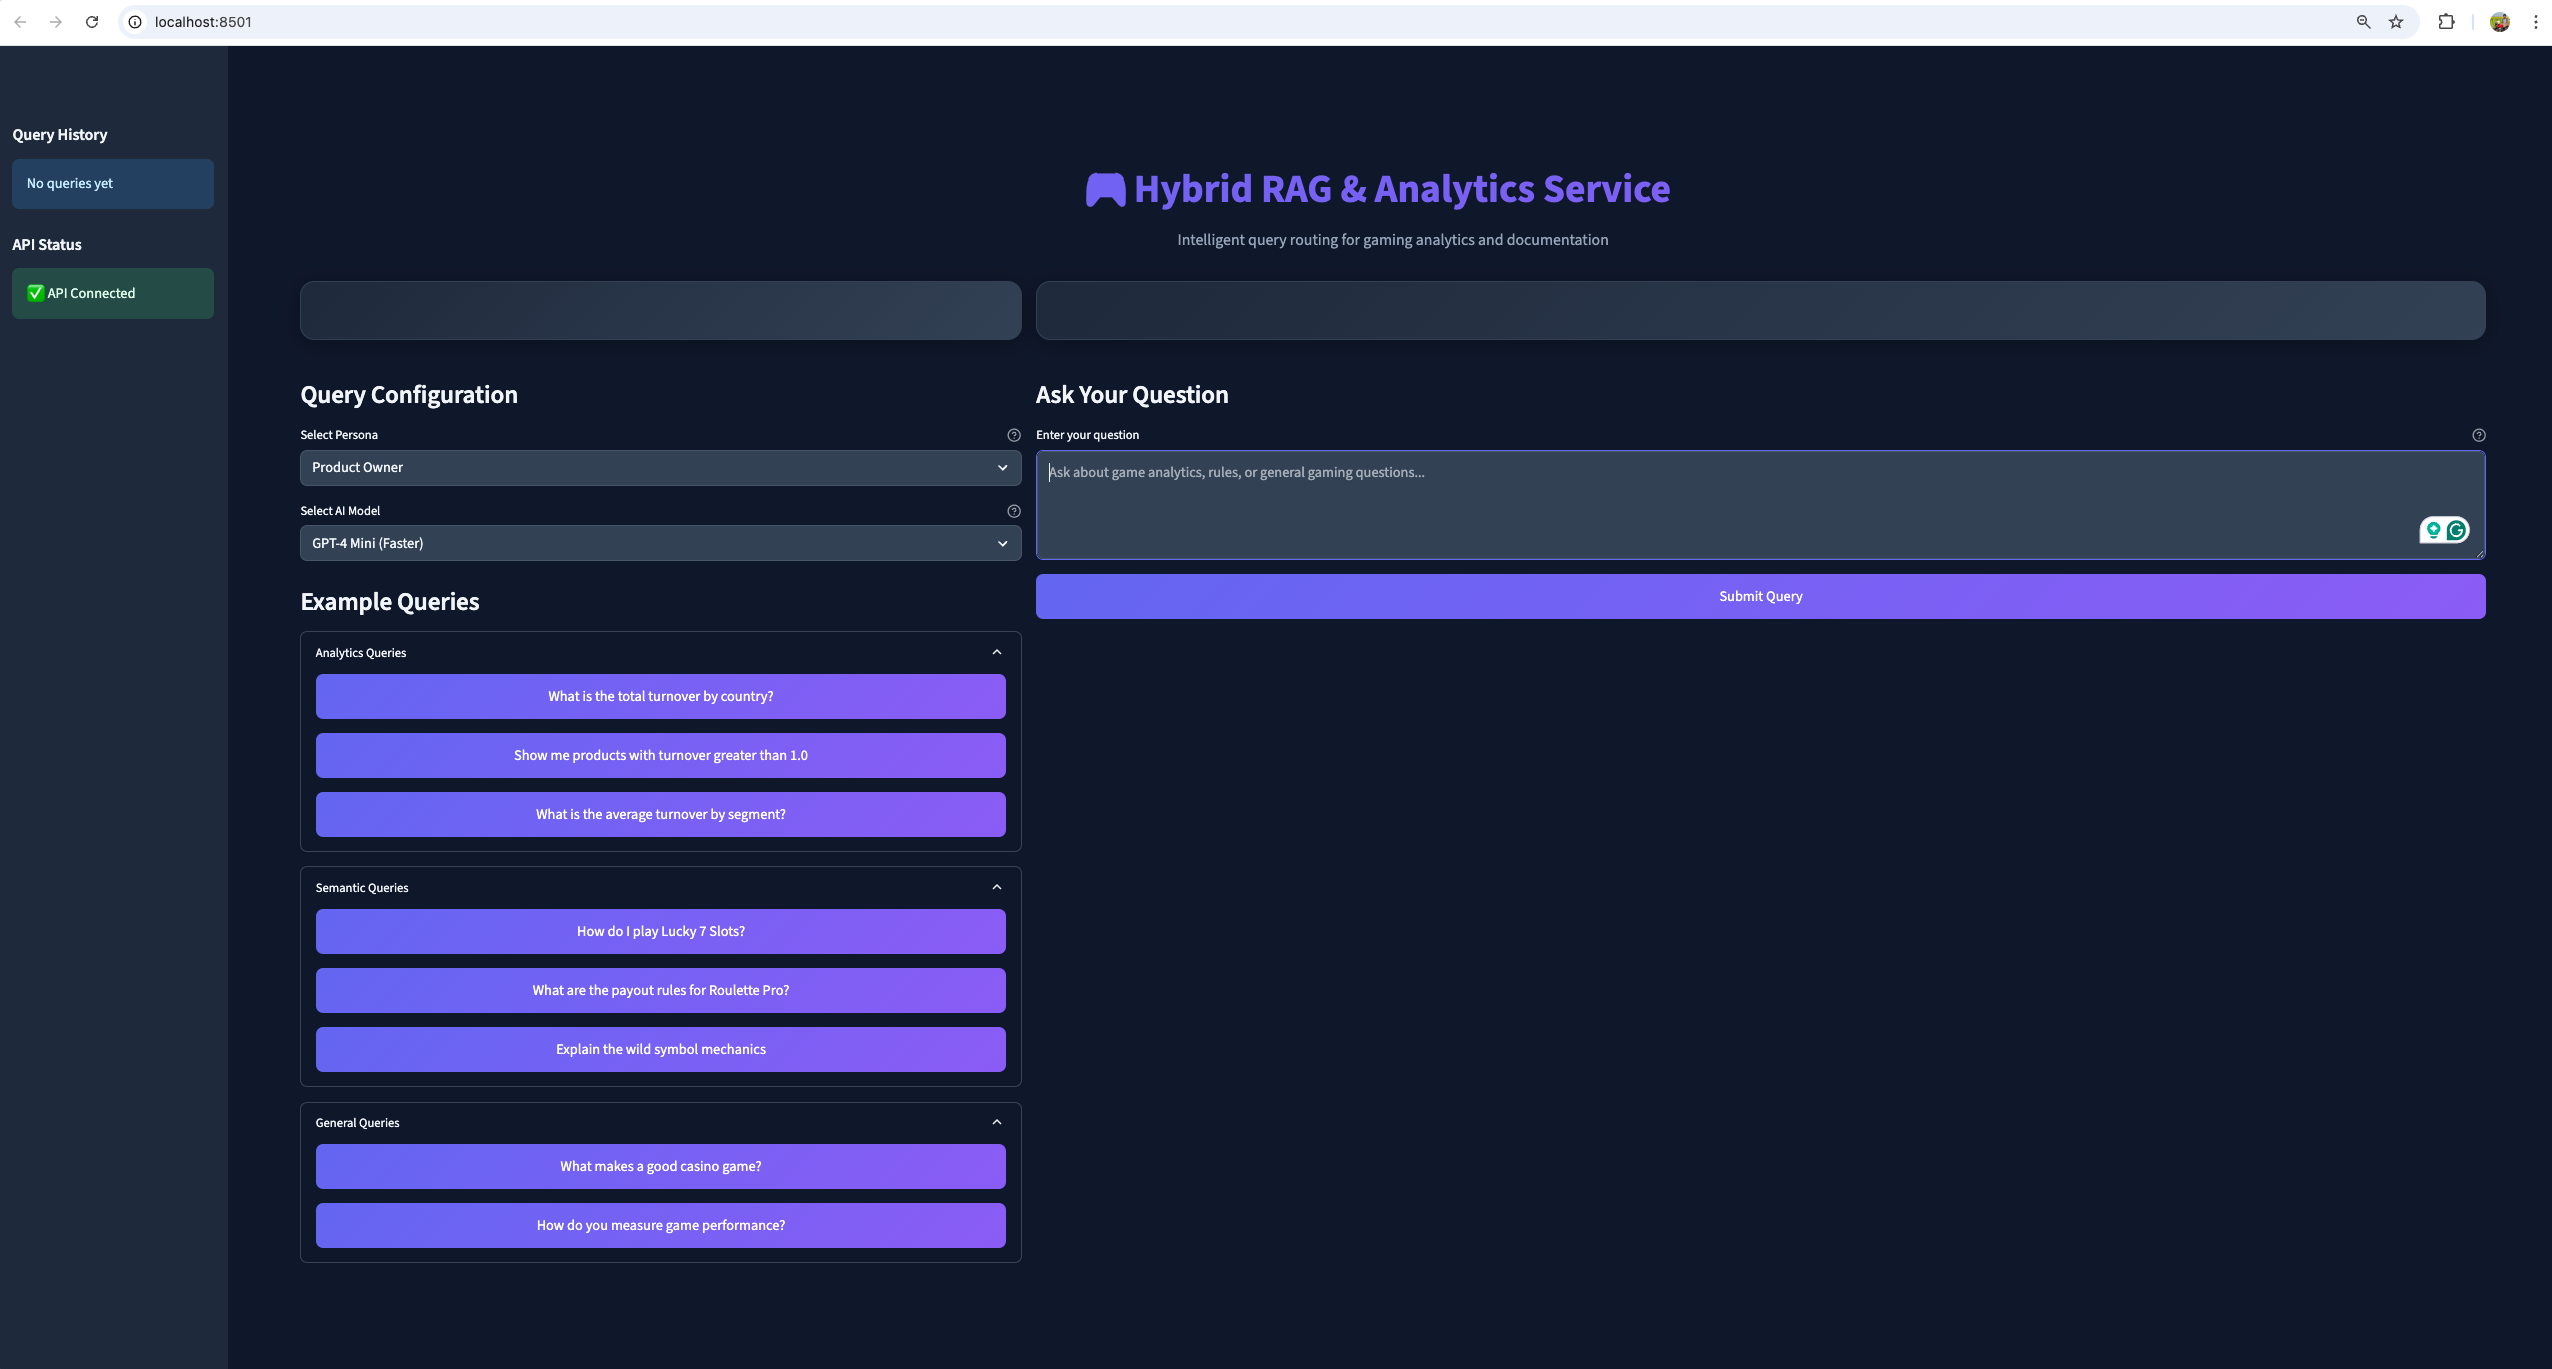 localhost:8501
Query History
No queries yet
API Status
✅ API Connected
🎮 Hybrid RAG & Analytics Service
Intelligent query routing for gaming analytics and documentation
Query Configuration
Select Persona
Product Owner
Select AI Model
GPT-4 Mini (Faster)
Example Queries
Analytics Queries
What is the total turnover by country?
Show me products with turnover greater than 1.0
What is the average turnover by segment?
Semantic Queries
How do I play Lucky 7 Slots?
What are the payout rules for Roulette Pro?
Explain the wild symbol mechanics
General Queries
What makes a good casino game?
How do you measure game performance?
Ask Your Question
Enter your question
Ask about game analytics, rules, or general gaming questions...
Submit Query